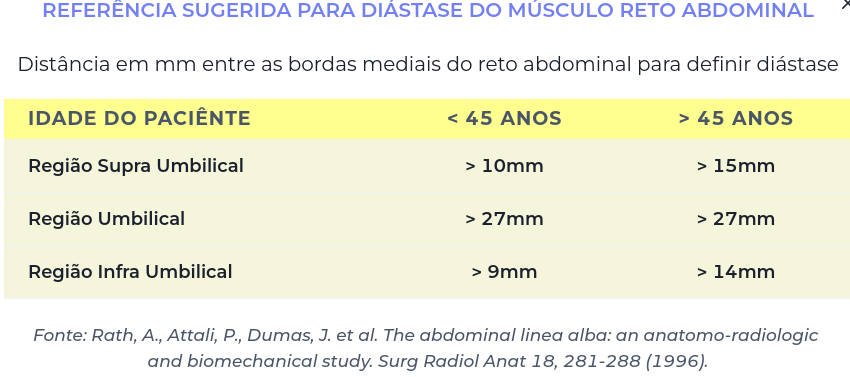 REFERÊNCIA SUGERIDA PARA DIÁSTASE DO MÚSCULO RETO ABDOMINAL
Distância em mm entre as bordas mediais do reto abdominal para definir diástase
IDADE DO PACIÊNTE < 45 ANOS > 45 ANOS
Região Supra Umbilical > 10mm > 15mm
Região Umbilical > 27mm > 27mm
Região Infra Umbilical > 9mm > 14mm
Fonte: Rath, A., Attali, P., Dumas, J. et al. The abdominal linea alba: an anatomo-radiologic
and biomechanical study. Surg Radiol Anat 18, 281-288 (1996).